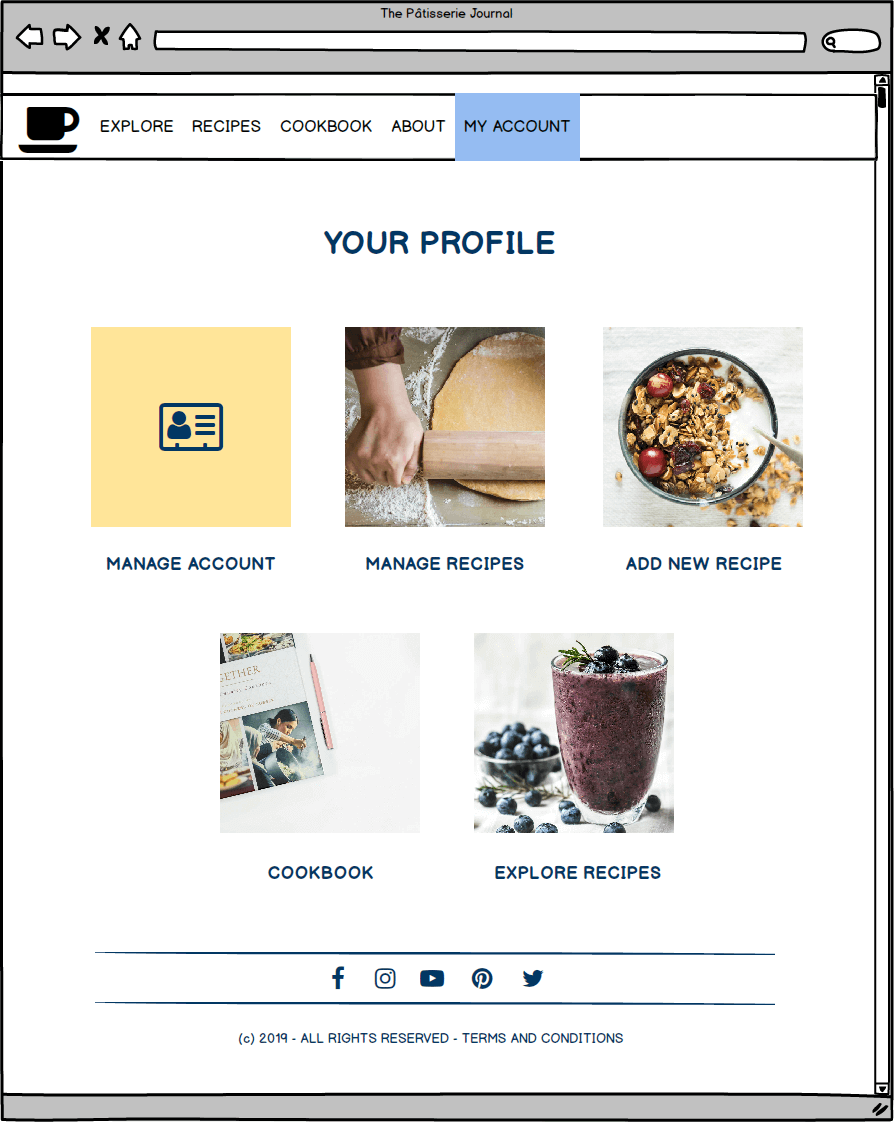 The Pâtisserie Journal
EXPLORE RECIPES COOKBOOK ABOUT MY ACCOUNT
YOUR PROFILE
MANAGE ACCOUNT MANAGE RECIPES ADD NEW RECIPE
GETHER
COOKBOOK EXPLORE RECIPES
(c) 2019 - ALL RIGHTS RESERVED - TERMS AND CONDITIONS